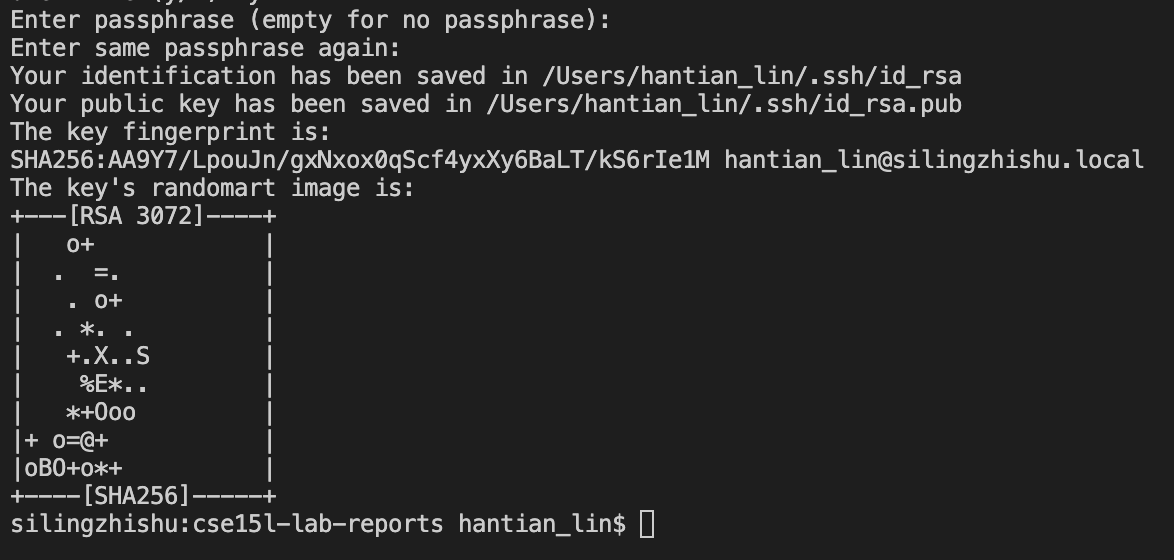 Enter passphrase (empty for no passphrase):
Enter same passphrase again:
Your identification has been saved in /Users/hantian_lin/.ssh/id_rsa
Your public key has been saved in /Users/hantian_lin/.ssh/id_rsa.pub
The key fingerprint is:
SHA256:AA9Y7/LpouJn/gxNxox0qScf4yxXy6BaLT/kS6rIe1M hantian_lin@silingzhishu.local
The key's randomart image is:
+---[RSA 3072]----+
|   o+            |
|  .  =.          |
|   . o+          |
|  . *. .         |
|   +.X..S        |
|    %E*..        |
|   *+Ooo         |
|+ o=@+           |
|oBO+o*+          |
+----[SHA256]-----+
silingzhishu:cse15l-lab-reports hantian_lin$